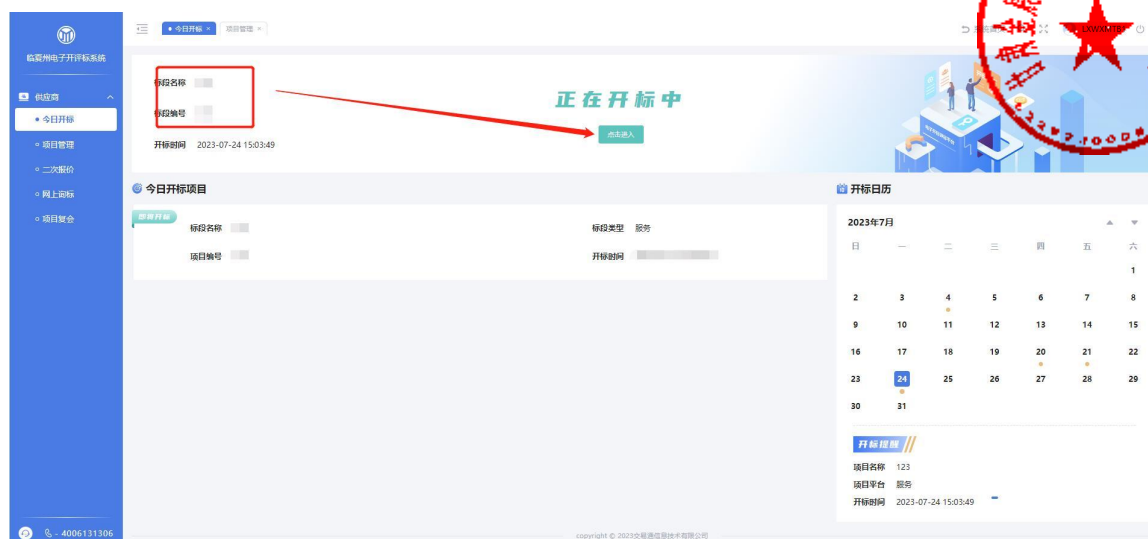 今日开标 ×
项目管理 ×
临夏州电子开评标系统
供应商
今日开标
项目管理
二次报价
网上询标
项目复会
4006131306
标段名称
标段编号
开标时间 2023-07-24 15:03:49
正在开标中
点击进入
今日开标项目
即将开标
标段名称
标段类型 服务
项目编号
开标时间
开标日历
2023年7月
日 一 二 三 四 五 六
1
2 3 4 5 6 7 8
9 10 11 12 13 14 15
16 17 18 19 20 21 22
23 24 25 26 27 28 29
30 31
开标提醒
项目名称 123
项目平台 服务
开标时间 2023-07-24 15:03:49